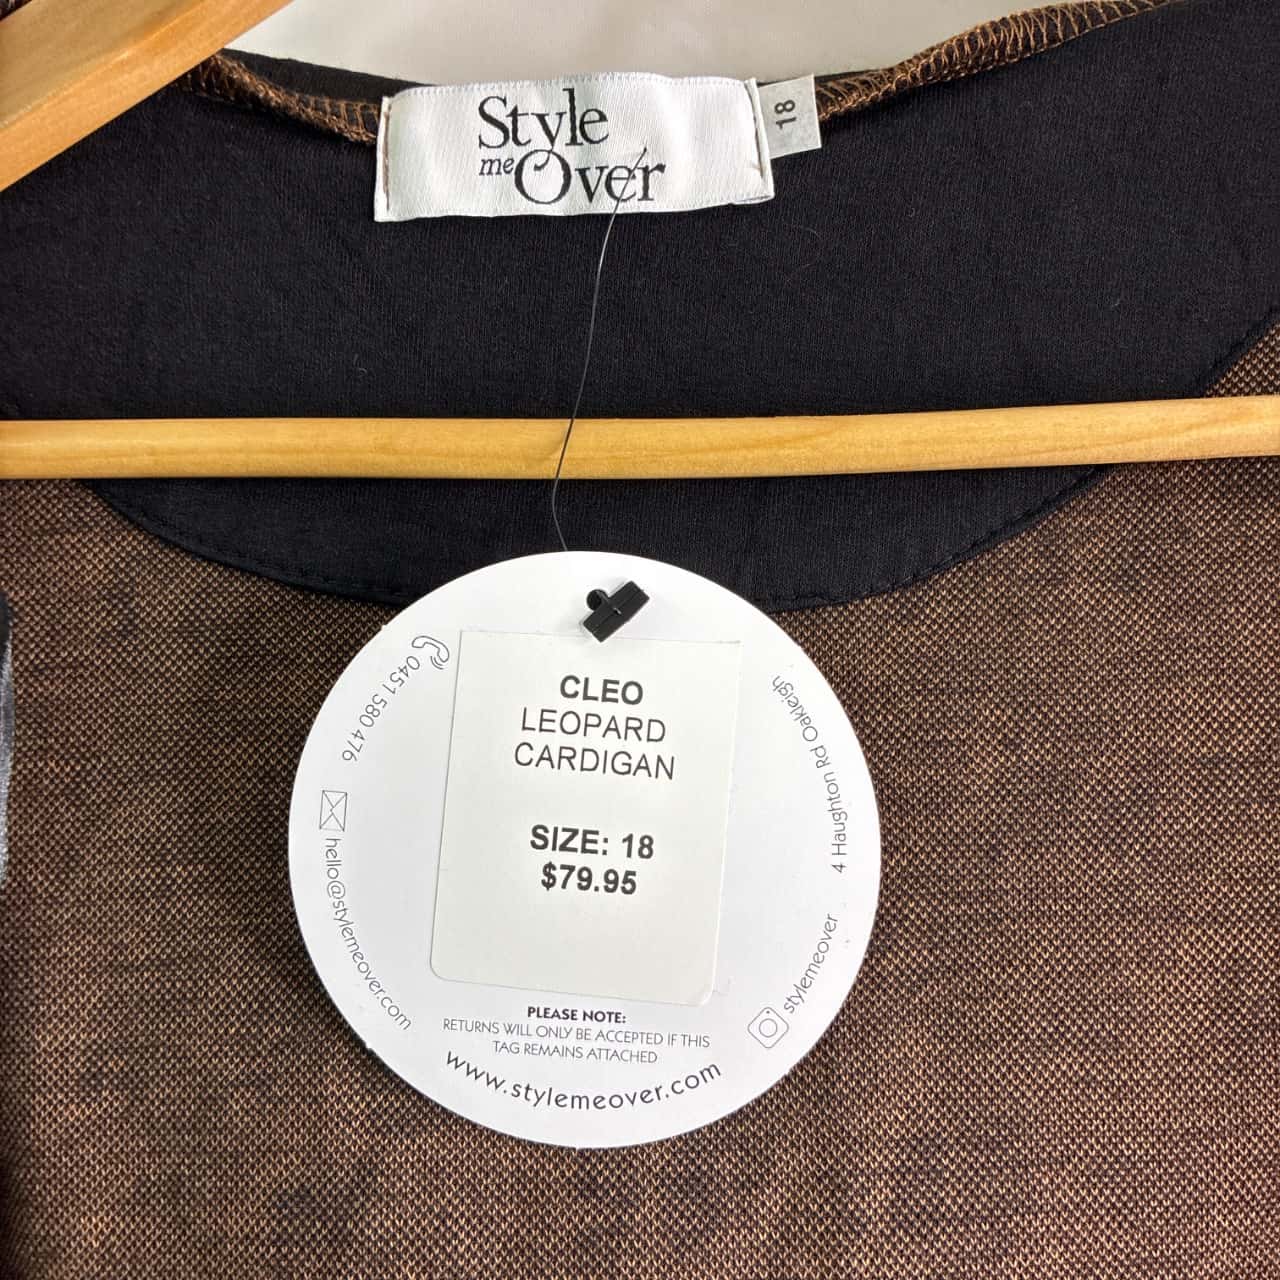 Style
me Over
18
0451 580 476
hello@stylemeover.com
4 Haughton Rd Oakleigh
stylemeover
CLEO
LEOPARD
CARDIGAN
SIZE: 18
$79.95
PLEASE NOTE:
RETURNS WILL ONLY BE ACCEPTED IF THIS
TAG REMAINS ATTACHED
www.stylemeover.com